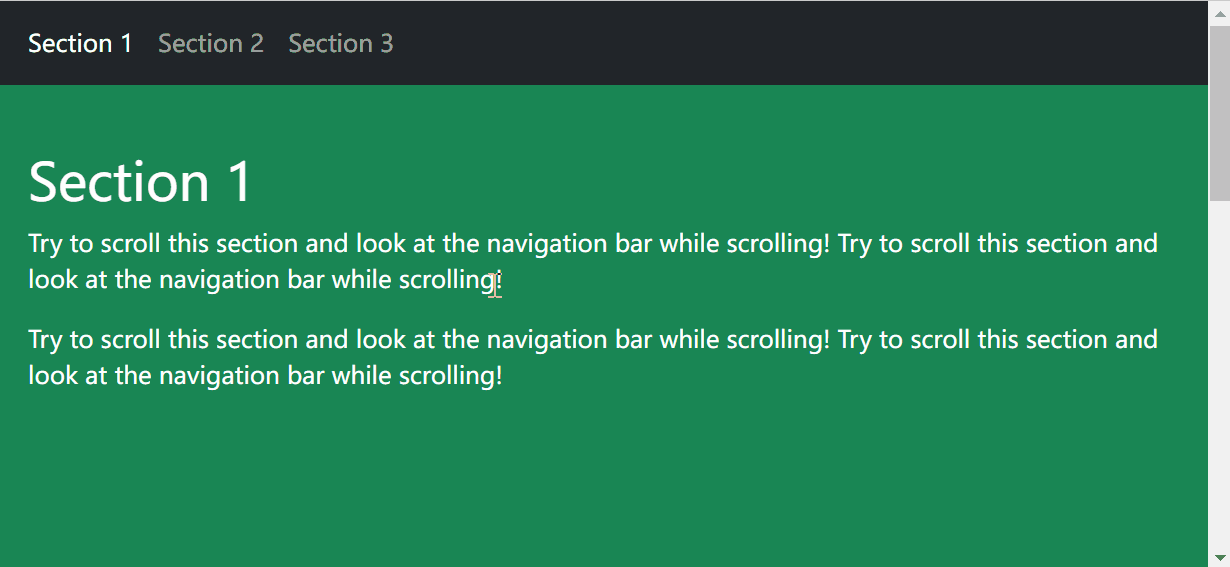 Section 1 Section 2 Section 3
Section 1
Try to scroll this section and look at the navigation bar while scrolling! Try to scroll this section and
look at the navigation bar while scrolling!
Try to scroll this section and look at the navigation bar while scrolling! Try to scroll this section and
look at the navigation bar while scrolling!